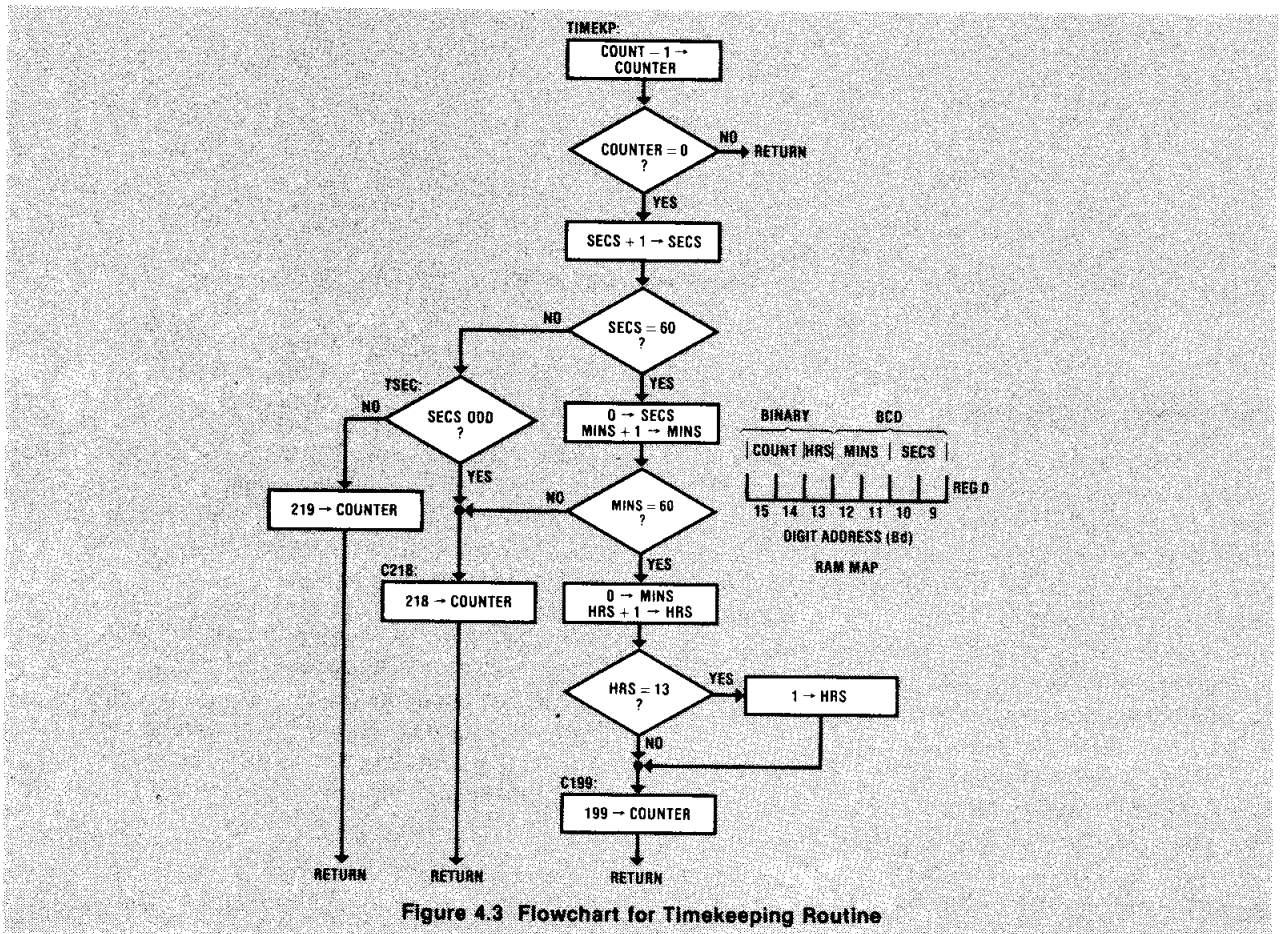 TIMEKP:
COUNT – 1 →
COUNTER
COUNTER = 0
?
NO
RETURN
YES
SECS + 1 → SECS
SECS = 60
?
NO
YES
TSEC:
SECS ODD
?
NO
YES
0 → SECS
MINS + 1 → MINS
BINARY
BCD
COUNT
HRS
MINS
SECS
REG 0
15 14 13 12 11 10 9
DIGIT ADDRESS (Bd)
RAM MAP
219 → COUNTER
MINS = 60
?
NO
YES
C218:
218 → COUNTER
0 → MINS
HRS + 1 → HRS
HRS = 13
?
YES
1 → HRS
NO
C199:
199 → COUNTER
RETURN
RETURN
RETURN
Figure 4.3 Flowchart for Timekeeping Routine